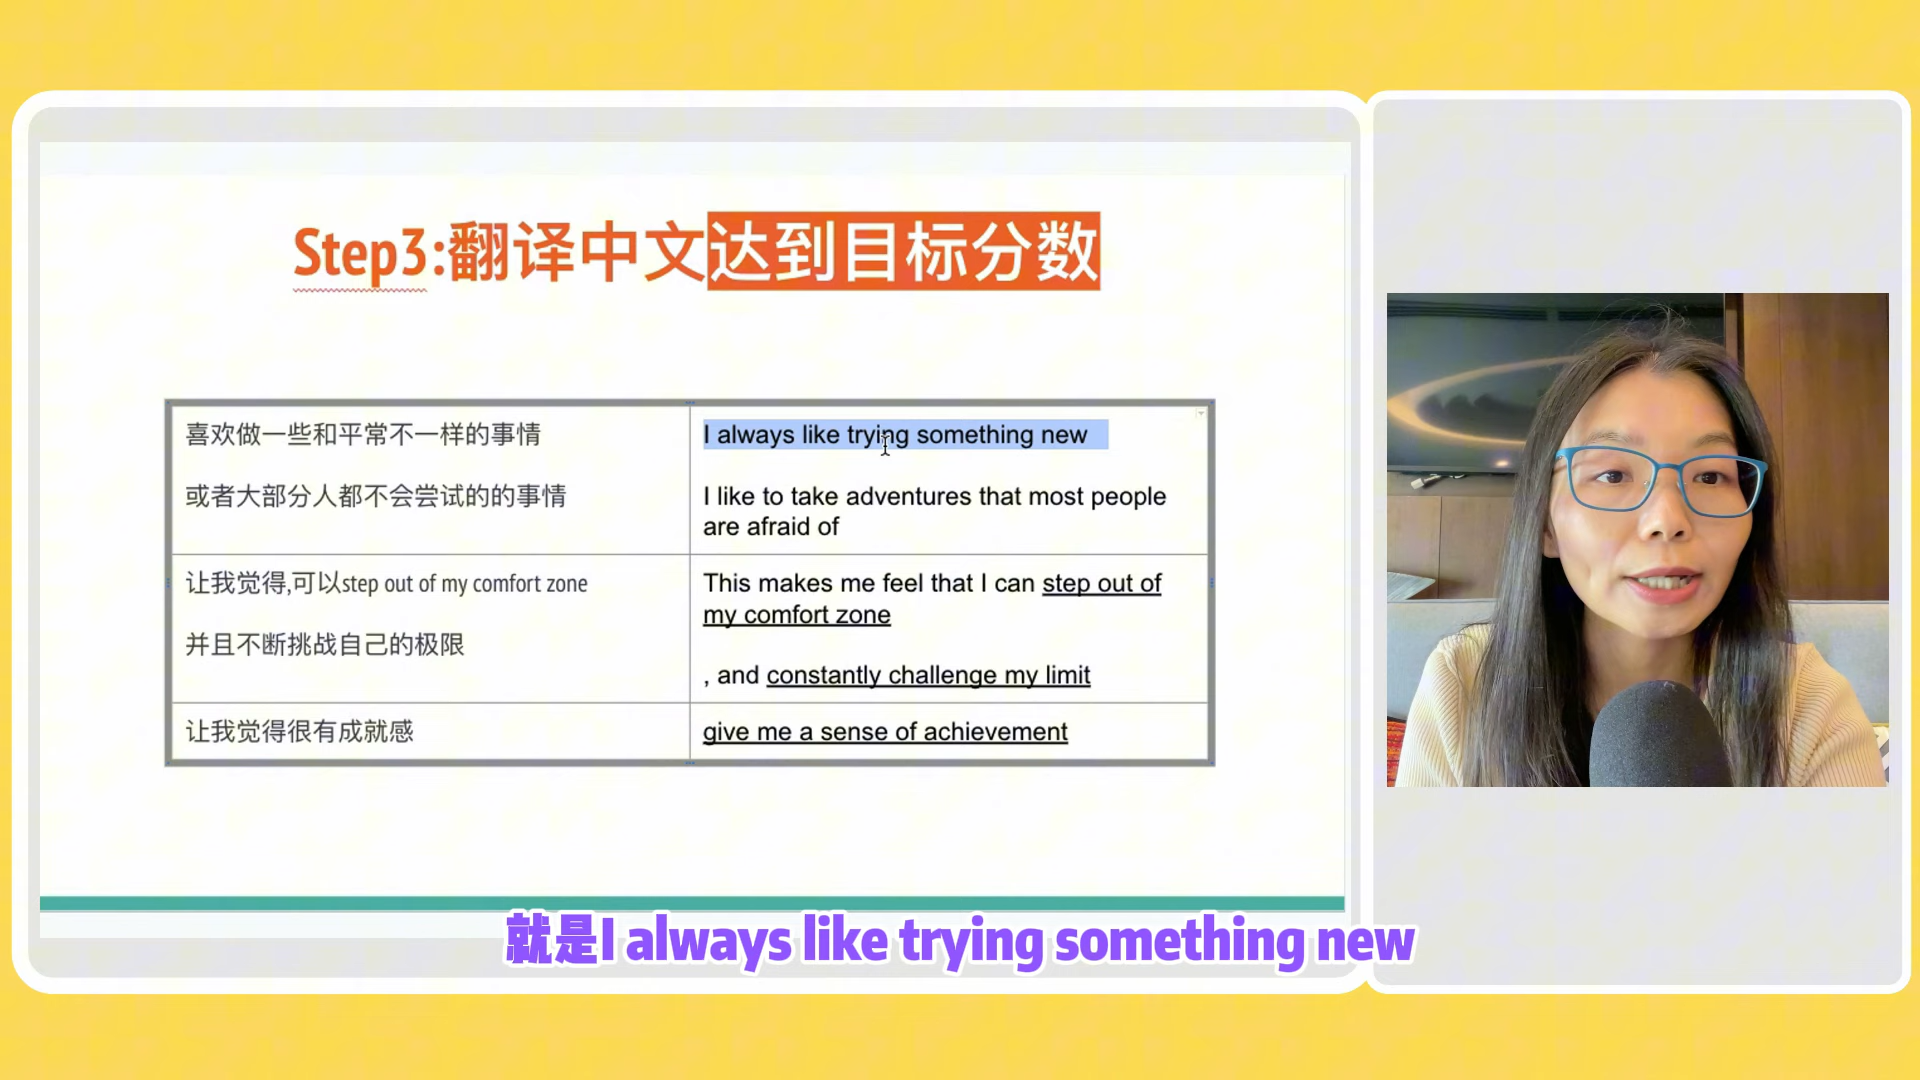 Step3:翻译中文达到目标分数
喜欢做一些和平常不一样的事情
或者大部分人都不会尝试的的事情
I always like trying something new
I like to take adventures that most people
are afraid of
让我觉得,可以step out of my comfort zone
并且不断挑战自己的极限
This makes me feel that I can step out of
my comfort zone
, and constantly challenge my limit
让我觉得很有成就感
give me a sense of achievement
就是I always like trying something new